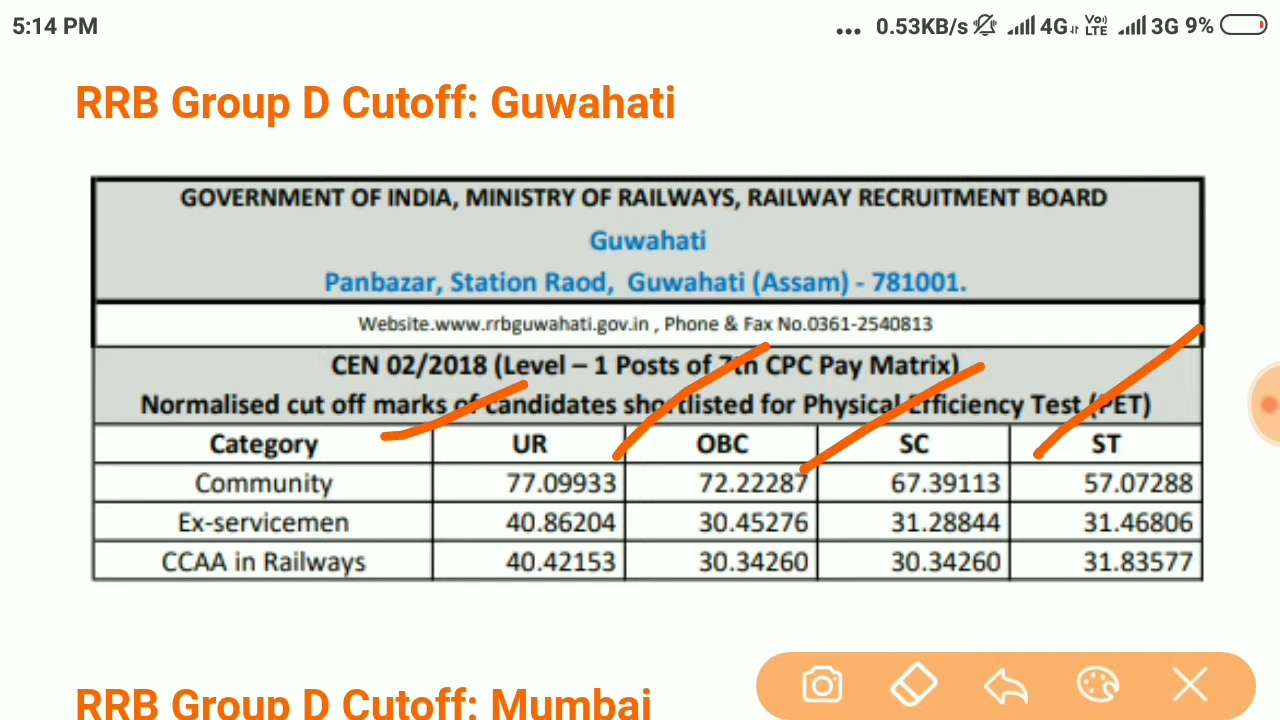 5:14 PM ... 0.53KB/s 4G VoLTE 3G 9%
RRB Group D Cutoff: Guwahati
GOVERNMENT OF INDIA, MINISTRY OF RAILWAYS, RAILWAY RECRUITMENT BOARD
Guwahati
Panbazar, Station Raod, Guwahati (Assam) - 781001.
Website.www.rrbguwahati.gov.in , Phone & Fax No.0361-2540813
CEN 02/2018 (Level – 1 Posts of 7th CPC Pay Matrix)
Normalised cut off marks of candidates shortlisted for Physical Efficiency Test (PET)
Category UR OBC SC ST
Community 77.09933 72.22287 67.39113 57.07288
Ex-servicemen 40.86204 30.45276 31.28844 31.46806
CCAA in Railways 40.42153 30.34260 30.34260 31.83577
RRB Group D Cutoff: Mumbai